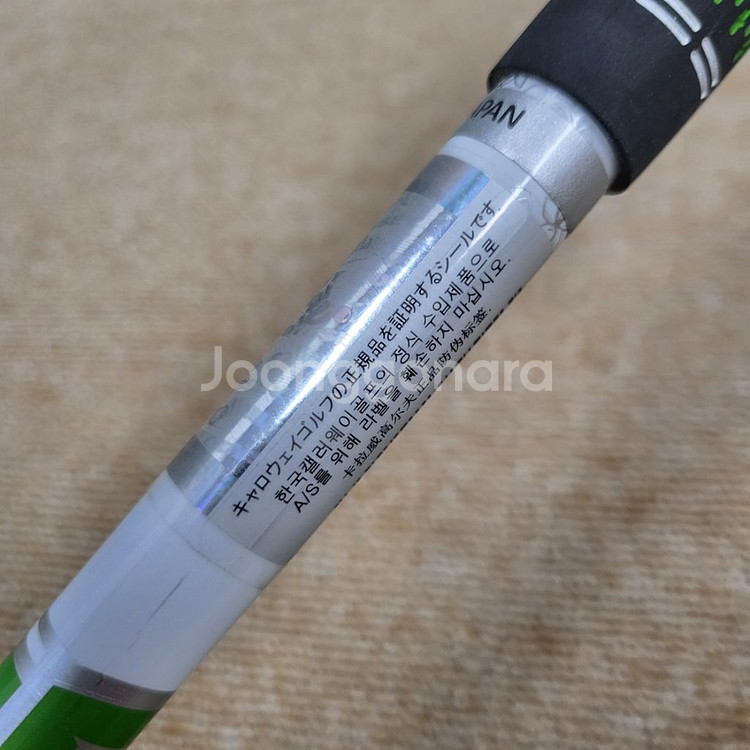 JAPAN
キャロウェイゴルフの正規品を証明するシールです.
한국캘러웨이골프의 정식 수입제품으로
A/S를 위해 라벨을 훼손하지 마십시오.
卡拉威高尔夫正品防伪标签.
Joonggonara